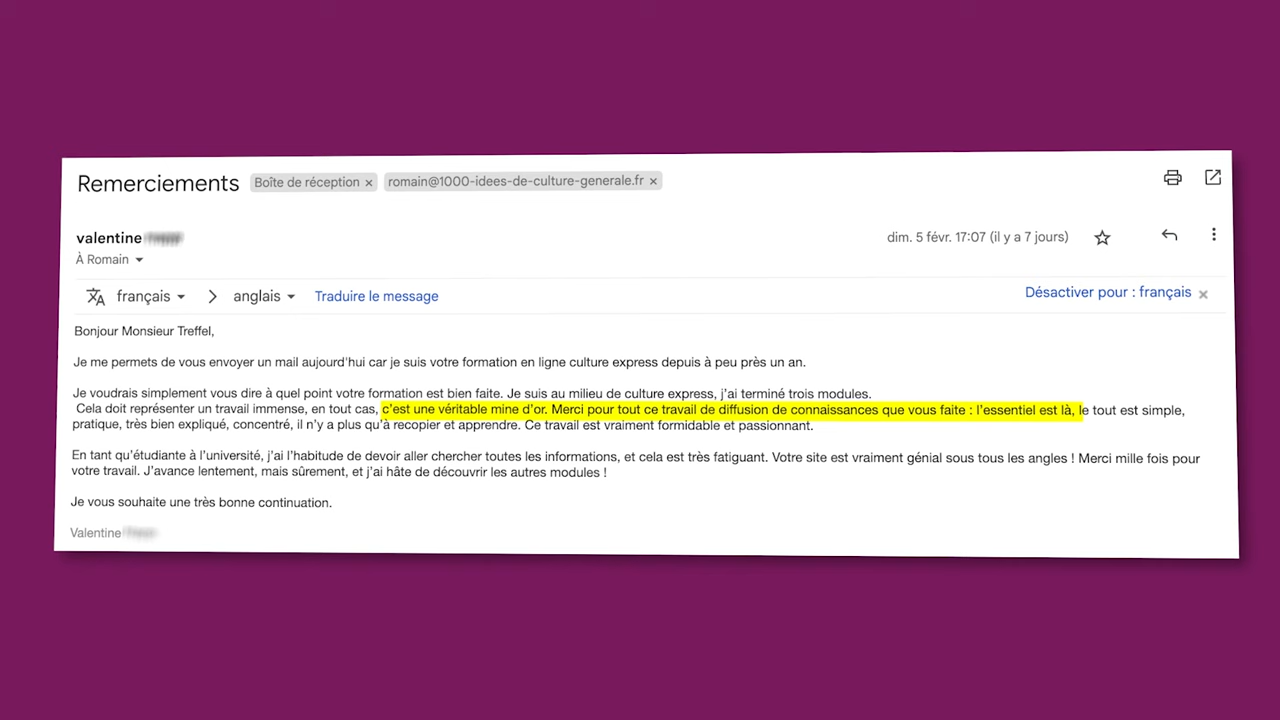 Remerciements Boîte de réception × romain@1000-idees-de-culture-generale.fr ×
valentine dim. 5 févr. 17:07 (il y a 7 jours)
À Romain
français > anglais Traduire le message Désactiver pour : français ×
Bonjour Monsieur Treffel,
Je me permets de vous envoyer un mail aujourd'hui car je suis votre formation en ligne culture express depuis à peu près un an.
Je voudrais simplement vous dire à quel point votre formation est bien faite. Je suis au milieu de culture express, j'ai terminé trois modules.
Cela doit représenter un travail immense, en tout cas, c'est une véritable mine d'or. Merci pour tout ce travail de diffusion de connaissances que vous faite : l'essentiel est là, le tout est simple,
pratique, très bien expliqué, concentré, il n'y a plus qu'à recopier et apprendre. Ce travail est vraiment formidable et passionnant.
En tant qu'étudiante à l'université, j'ai l'habitude de devoir aller chercher toutes les informations, et cela est très fatiguant. Votre site est vraiment génial sous tous les angles ! Merci mille fois pour
votre travail. J'avance lentement, mais sûrement, et j'ai hâte de découvrir les autres modules !
Je vous souhaite une très bonne continuation.
Valentine